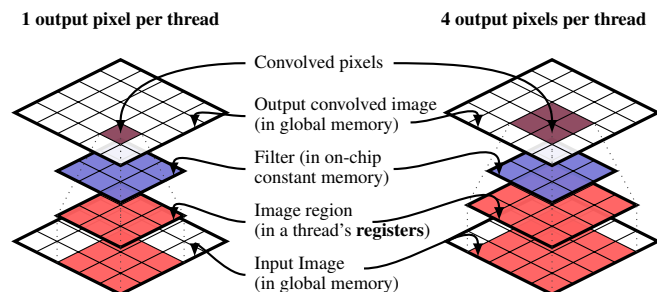 1 output pixel per thread
4 output pixels per thread
Convolved pixels
Output convolved image
(in global memory)
Filter (in on-chip
constant memory)
Image region
(in a thread's registers)
Input Image
(in global memory)